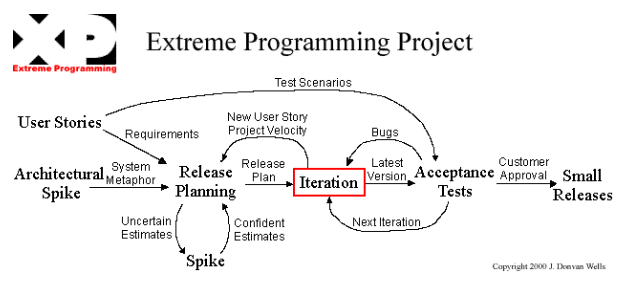 XP
Extreme Programming
Extreme Programming Project
Test Scenarios
User Stories
Requirements
New User Story
Project Velocity
Bugs
Architectural
Spike
System
Metaphor
Release
Planning
Release
Plan
Iteration
Latest
Version
Acceptance
Tests
Customer
Approval
Small
Releases
Uncertain
Estimates
Confident
Estimates
Next Iteration
Spike
Copyright 2000 J. Donvan Wells